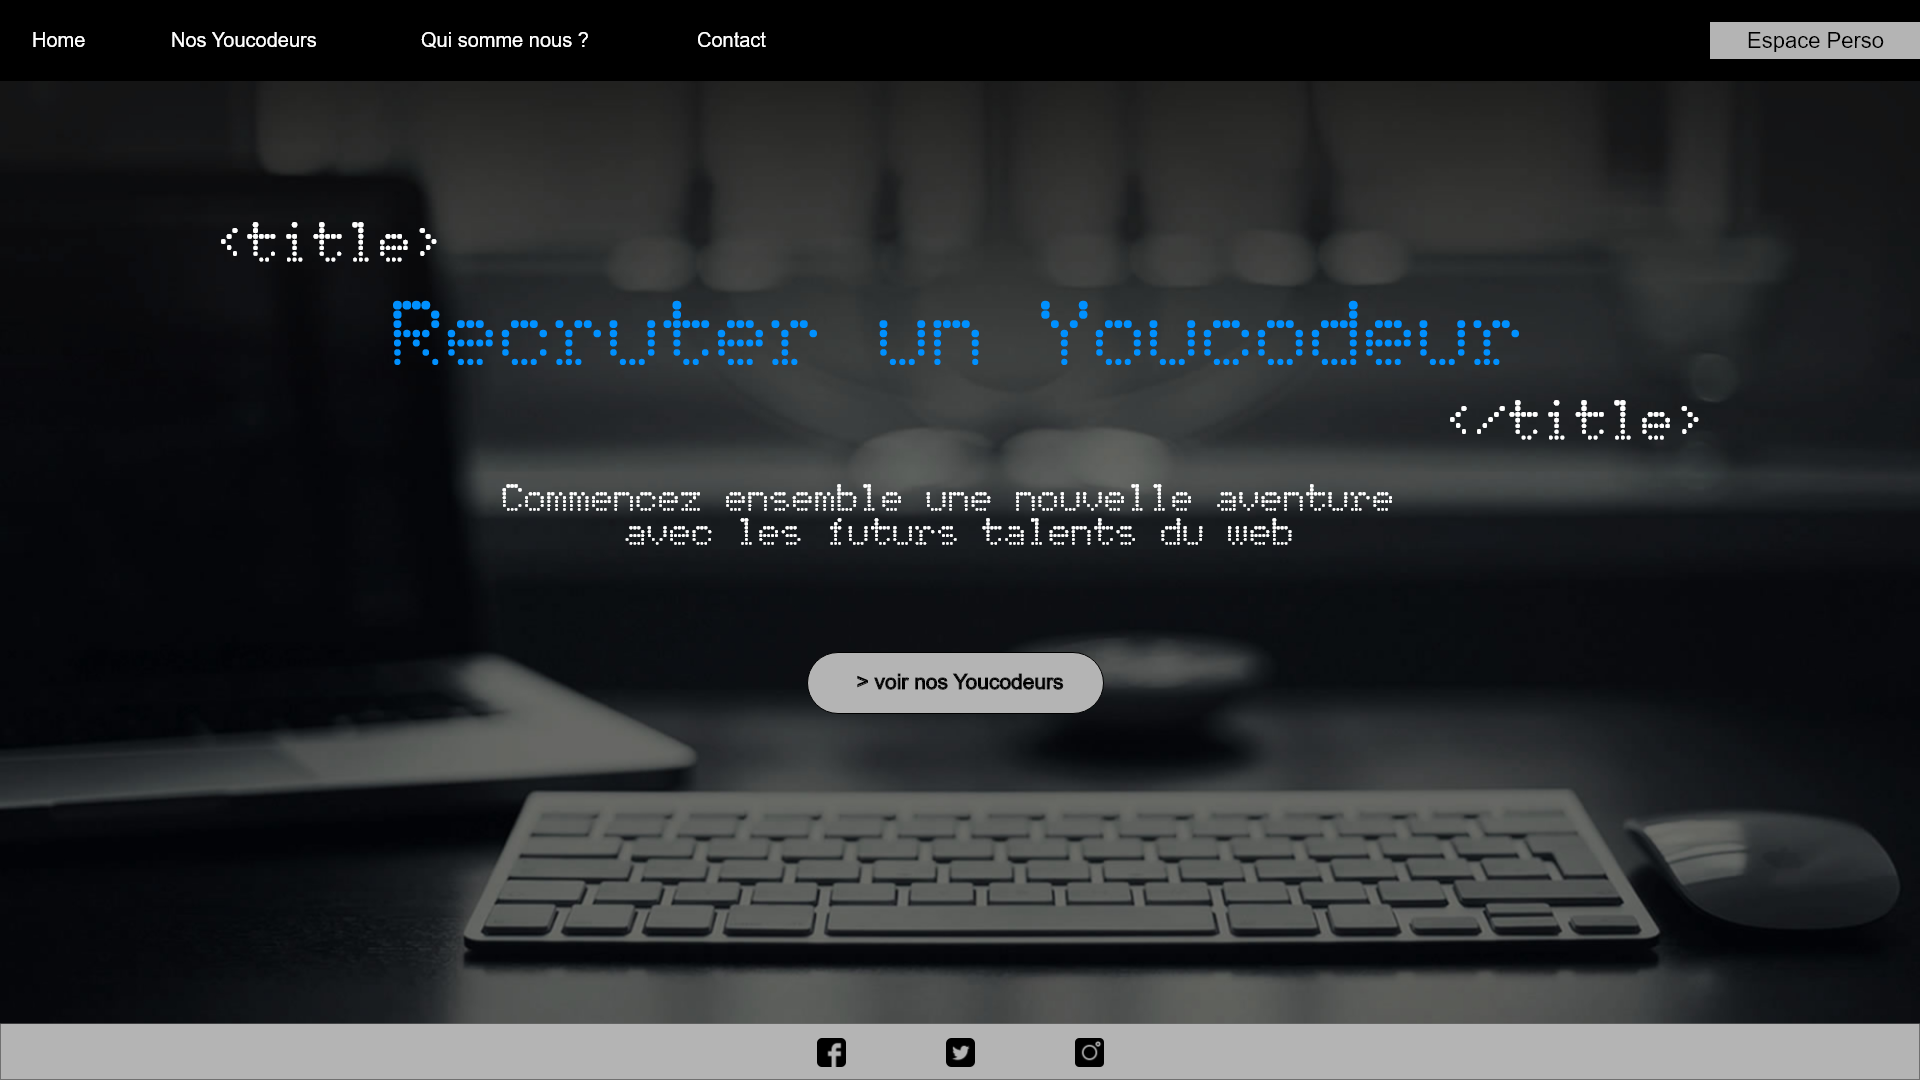 Home
Nos Youcodeurs
Qui somme nous ?
Contact
Espace Perso
<title>
Recruter un Youcodeur
</title>
Commencez ensemble une nouvelle aventure
avec les futurs talents du web
> voir nos Youcodeurs